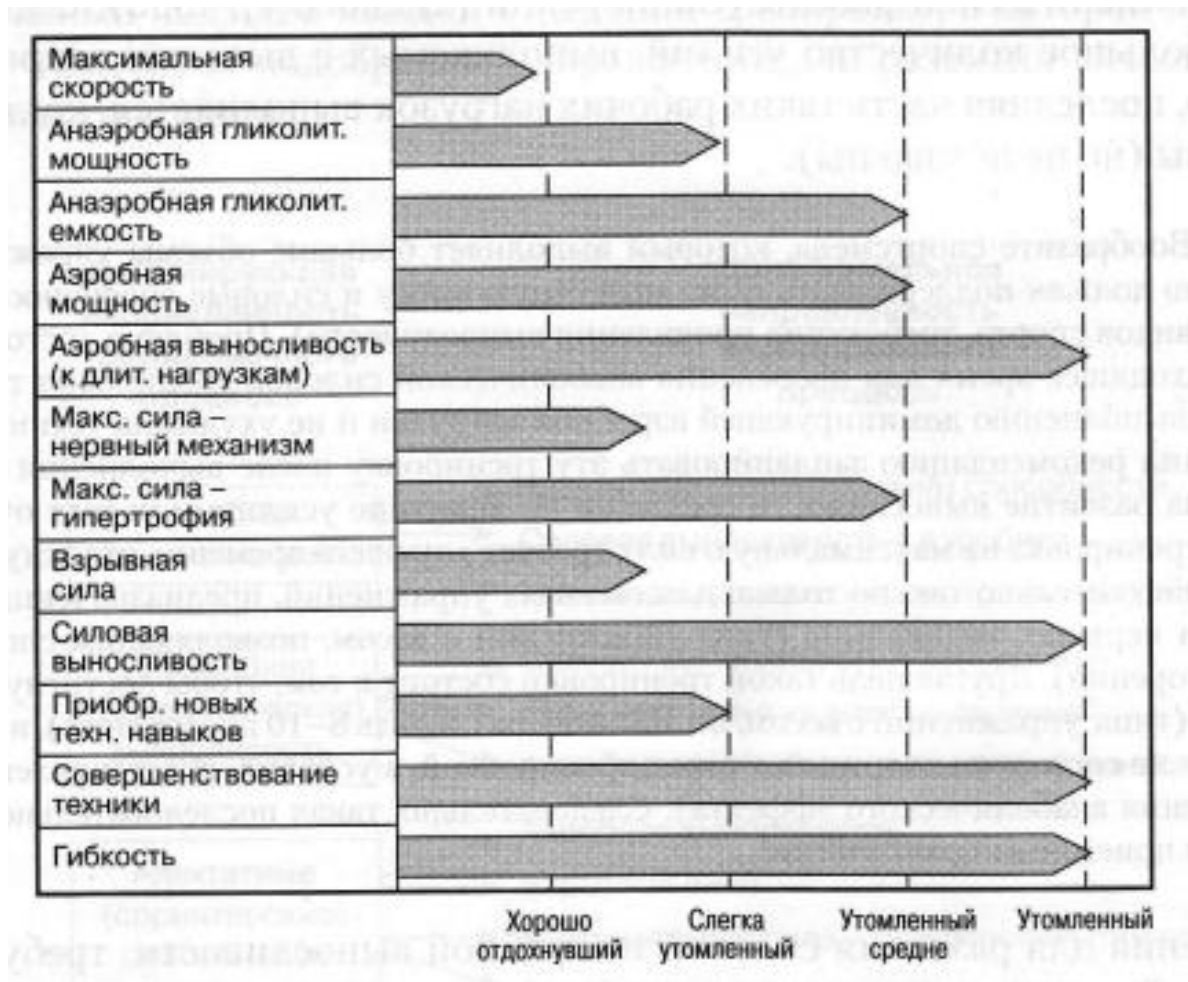 Максимальная
скорость
Анаэробная гликолит.
мощность
Анаэробная гликолит.
емкость
Аэробная
мощность
Аэробная выносливость
(к длит. нагрузкам)
Макс. сила –
нервный механизм
Макс. сила –
гипертрофия
Взрывная
сила
Силовая
выносливость
Приобр. новых
техн. навыков
Совершенствование
техники
Гибкость
Хорошо
отдохнувший
Слегка
утомленный
Утомленный
средне
Утомленный